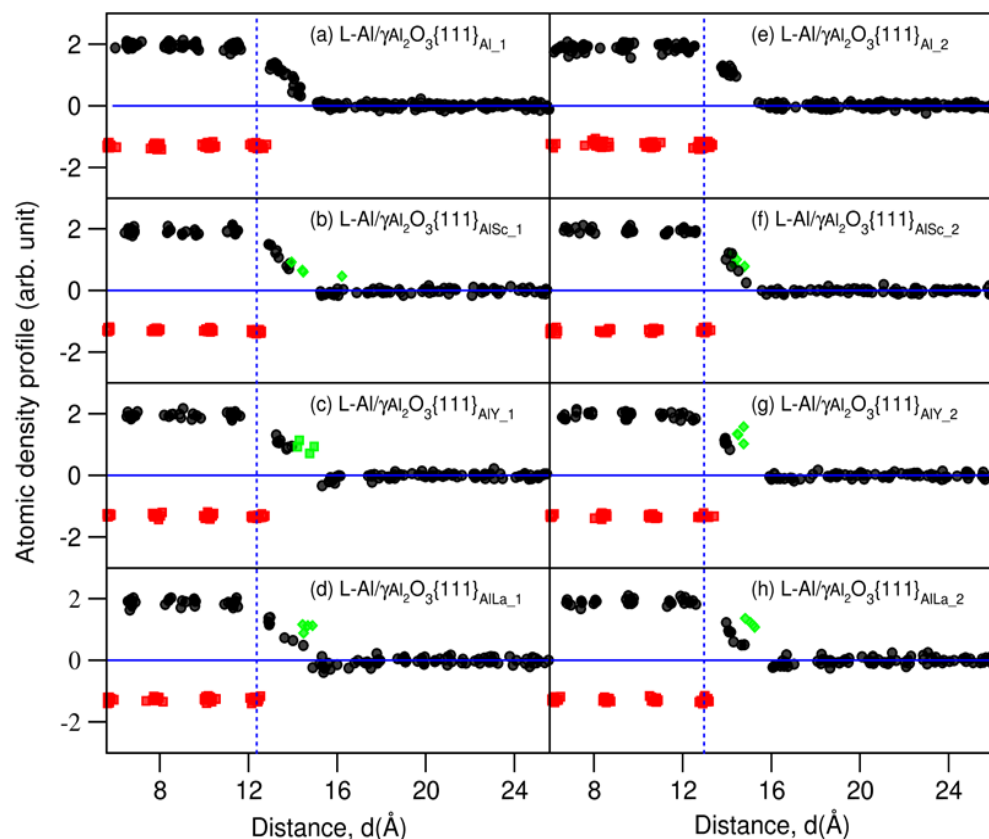 (a) L-Al/γAl₂O₃{111}Al_1
(e) L-Al/γAl₂O₃{111}Al_2
2
0
-2
(b) L-Al/γAl₂O₃{111}AlSc_1
(f) L-Al/γAl₂O₃{111}AlSc_2
2
0
-2
(c) L-Al/γAl₂O₃{111}AlY_1
(g) L-Al/γAl₂O₃{111}AlY_2
2
0
-2
(d) L-Al/γAl₂O₃{111}AlLa_1
(h) L-Al/γAl₂O₃{111}AlLa_2
2
0
-2
Atomic density profile (arb. unit)
8 12 16 20 24
8 12 16 20 24
Distance, d(Å)
Distance, d(Å)